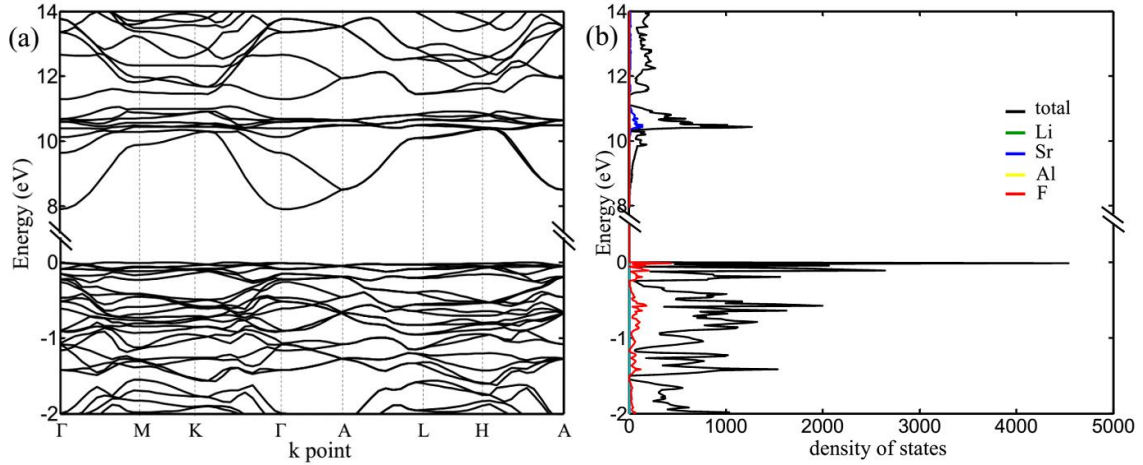 (a)
14
12
10
8
0
-1
-2
Energy (eV)
Γ M K Γ A L H A
k point
(b)
14
12
10
8
0
-1
-2
Energy (eV)
total
Li
Sr
Al
F
0 1000 2000 3000 4000 5000
density of states